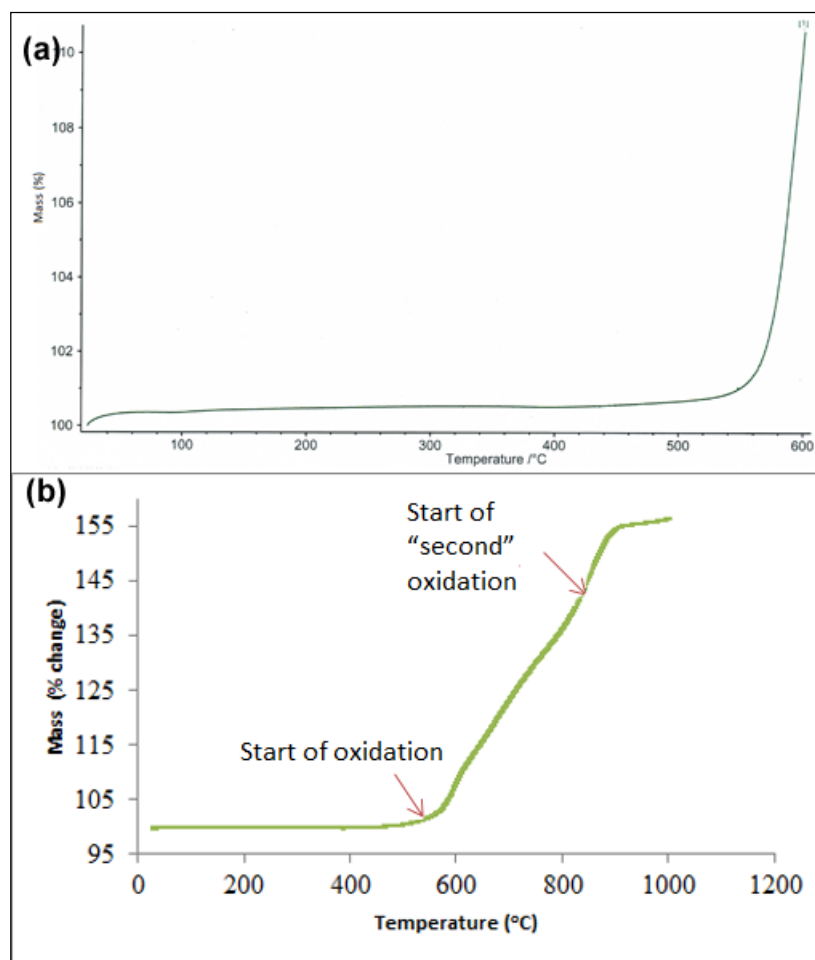 (a)
110
108
106
104
102
100
Mass (%)
100
200
300
400
500
600
Temperature /°C
(b)
155
145
135
125
115
105
95
Mass (% change)
Start of
"second"
oxidation
Start of oxidation
0
200
400
600
800
1000
1200
Temperature (°C)